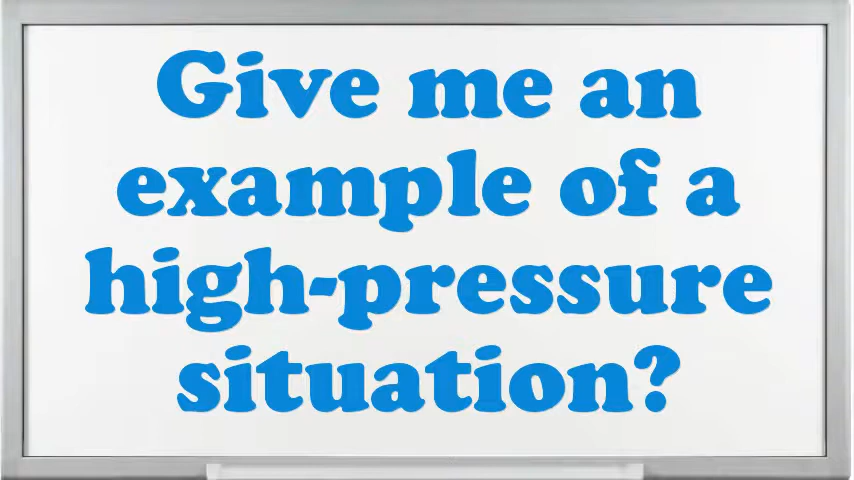 Give me an
example of a
high-pressure
situation?